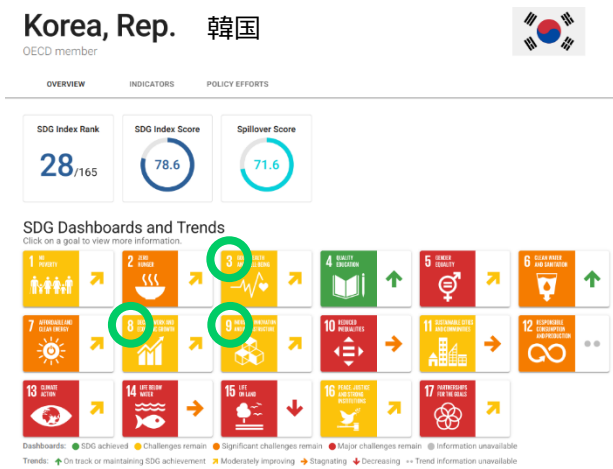 Korea, Rep. 韓国
OECD member
OVERVIEW INDICATORS POLICY EFFORTS
SDG Index Rank SDG Index Score Spillover Score
28/165 78.6 71.6
SDG Dashboards and Trends
Click on a goal to view more information.
1 NO POVERTY
2 ZERO HUNGER
3
4 QUALITY EDUCATION
5 GENDER EQUALITY
6 CLEAN WATER AND SANITATION
7 AFFORDABLE AND CLEAN ENERGY
8
9
10 REDUCED INEQUALITIES
11 SUSTAINABLE CITIES AND COMMUNITIES
12 RESPONSIBLE CONSUMPTION AND PRODUCTION
13 CLIMATE ACTION
14 LIFE BELOW WATER
15 LIFE ON LAND
16 PEACE, JUSTICE AND STRONG INSTITUTIONS
17 PARTNERSHIPS FOR THE GOALS
Dashboards: SDG achieved Challenges remain Significant challenges remain Major challenges remain Information unavailable
Trends: On track or maintaining SDG achievement Moderately improving Stagnating Decreasing Trend information unavailable